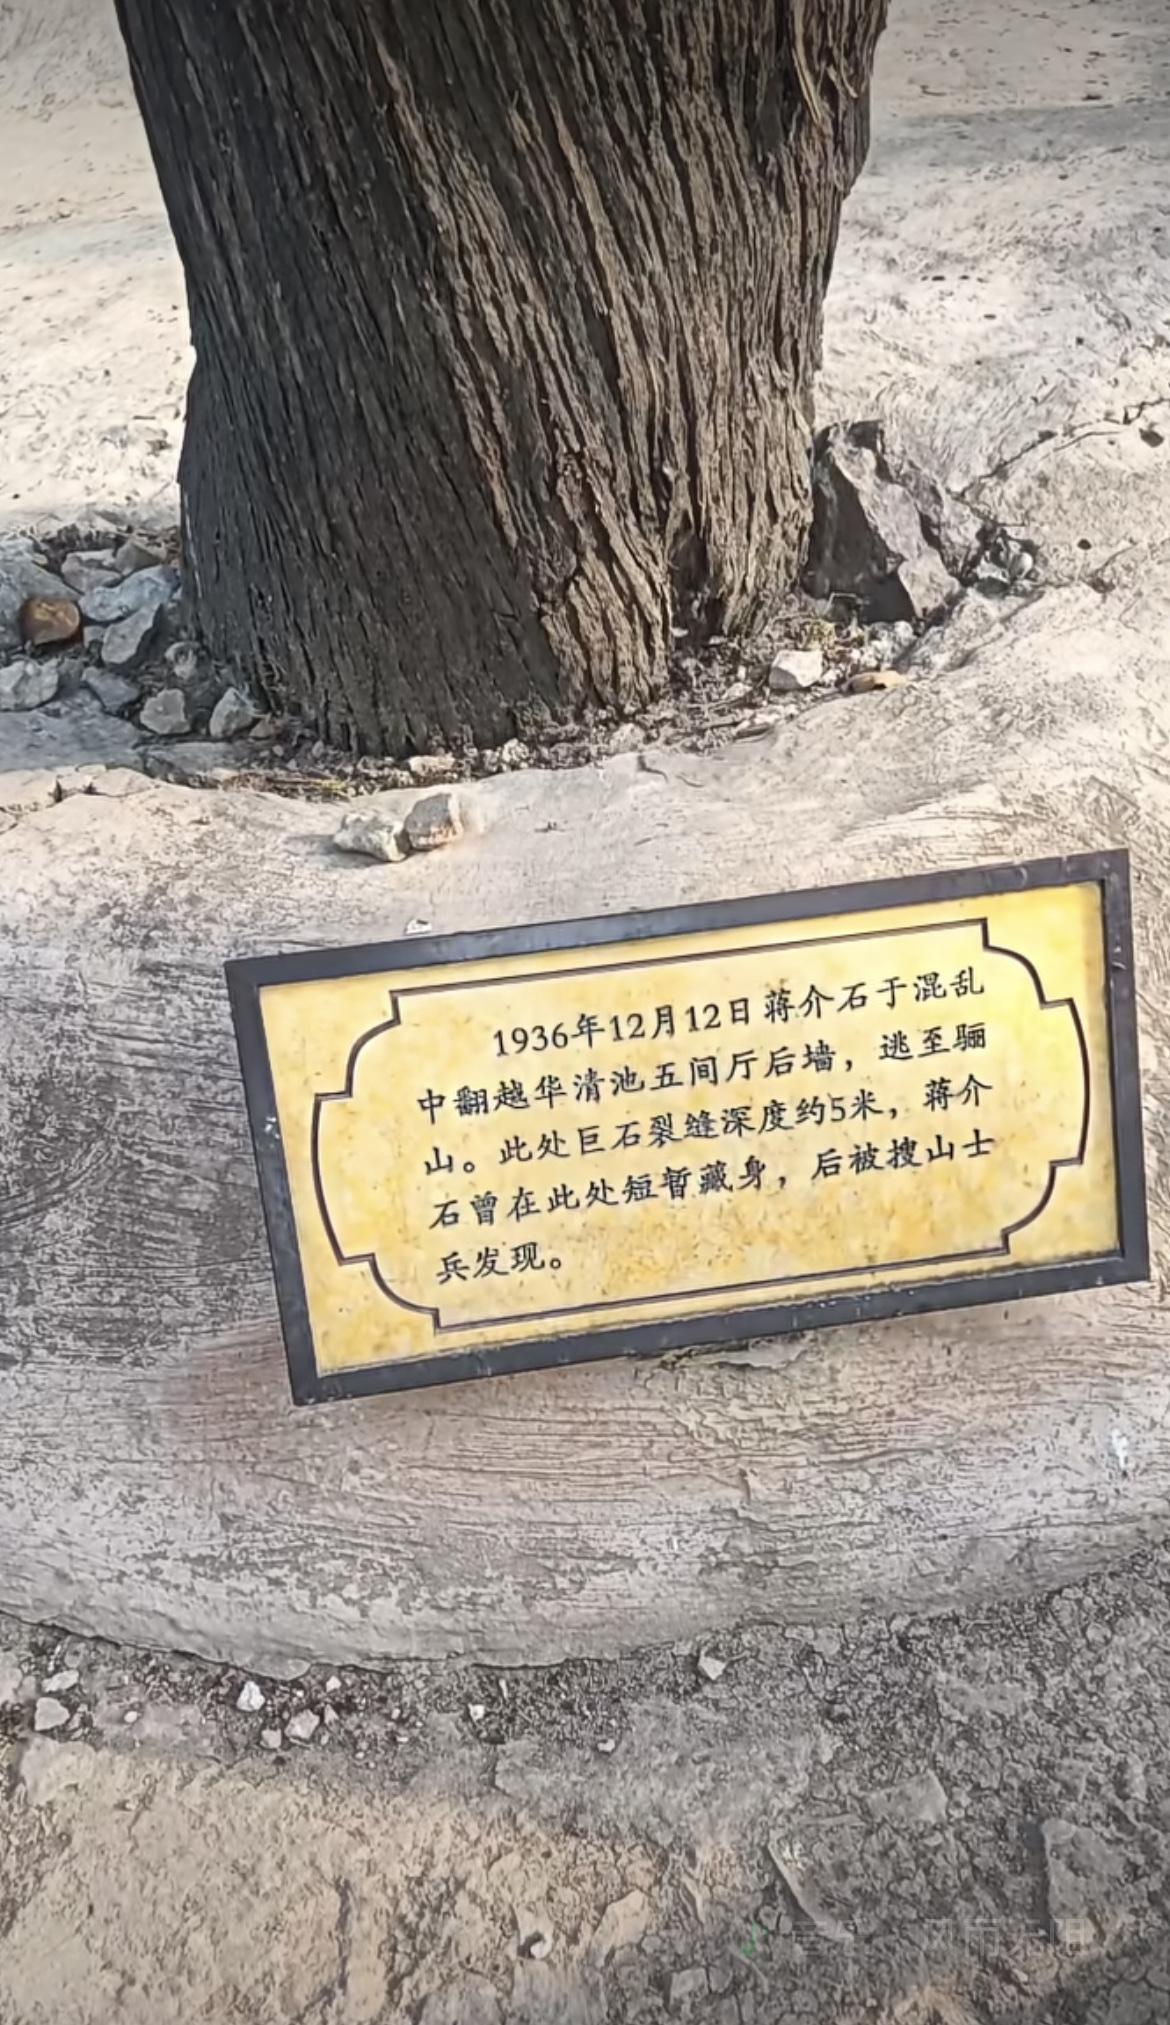 1936年12月12日蒋介石于混乱
中翻越华清池五间厅后墙，逃至骊
山。此处巨石裂缝深度约5米，蒋介
石曾在此处短暂藏身，后被搜山士
兵发现。